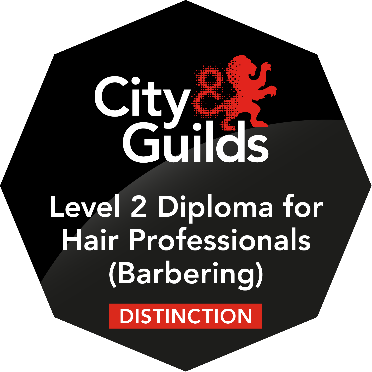 City &
Guilds
Level 2 Diploma for
Hair Professionals
(Barbering)
DISTINCTION